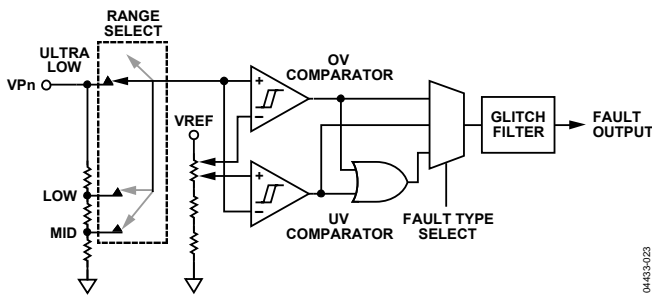 RANGE
SELECT
ULTRA
LOW
VPn
LOW
MID
VREF
+
–
+
–
OV
COMPARATOR
UV
COMPARATOR
FAULT TYPE
SELECT
GLITCH
FILTER
FAULT
OUTPUT
04433-023